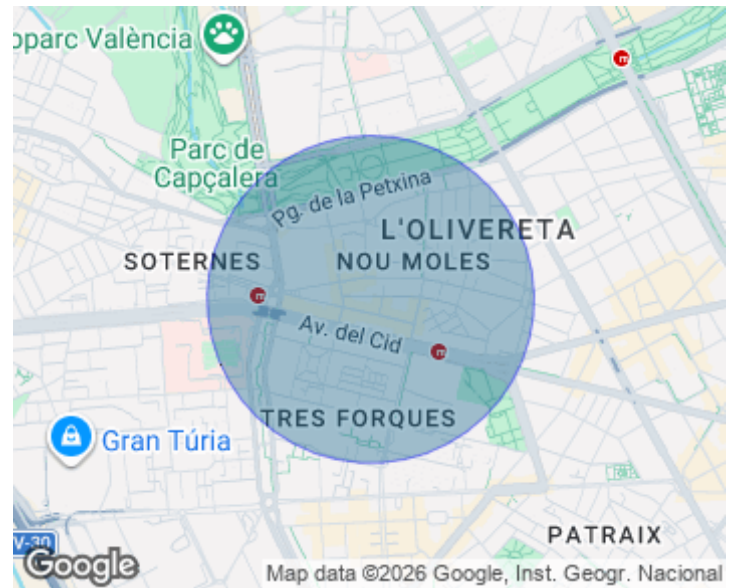 oparc València
Parc de
Capçalera
Pg. de la Petxina
L'OLIVERETA
SOTERNES
NOU MOLES
Av. del Cid
TRES FORQUES
Gran Túria
PATRAIX
V-30
Google
Map data ©2026 Google, Inst. Geogr. Nacional